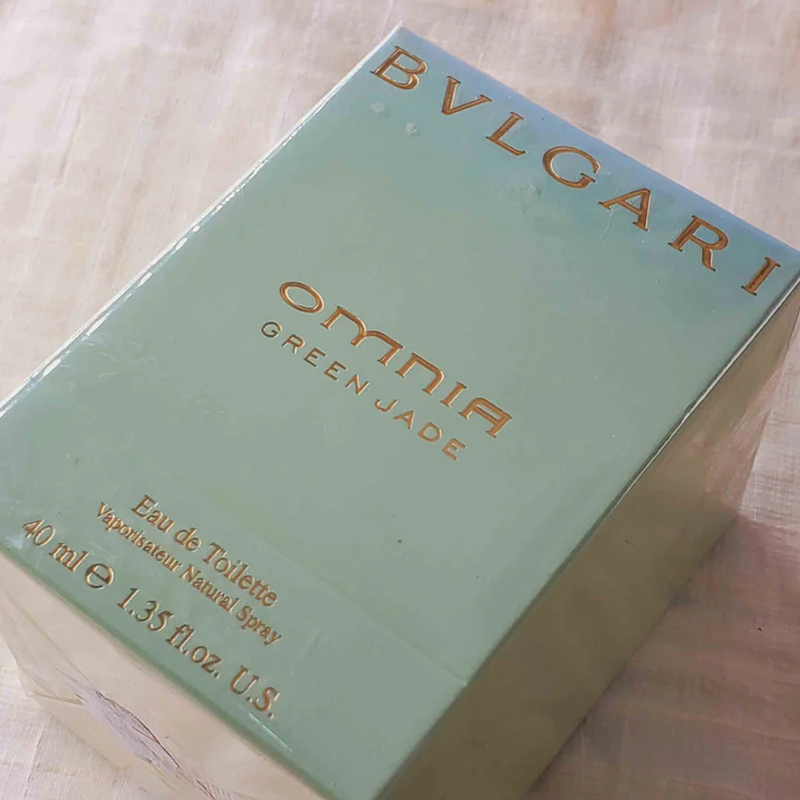 BVLGARI
OMNIA
GREEN JADE
Eau de Toilette
Vaporisateur Natural Spray
40 ml ℮ 1.35 fl.oz. U.S.